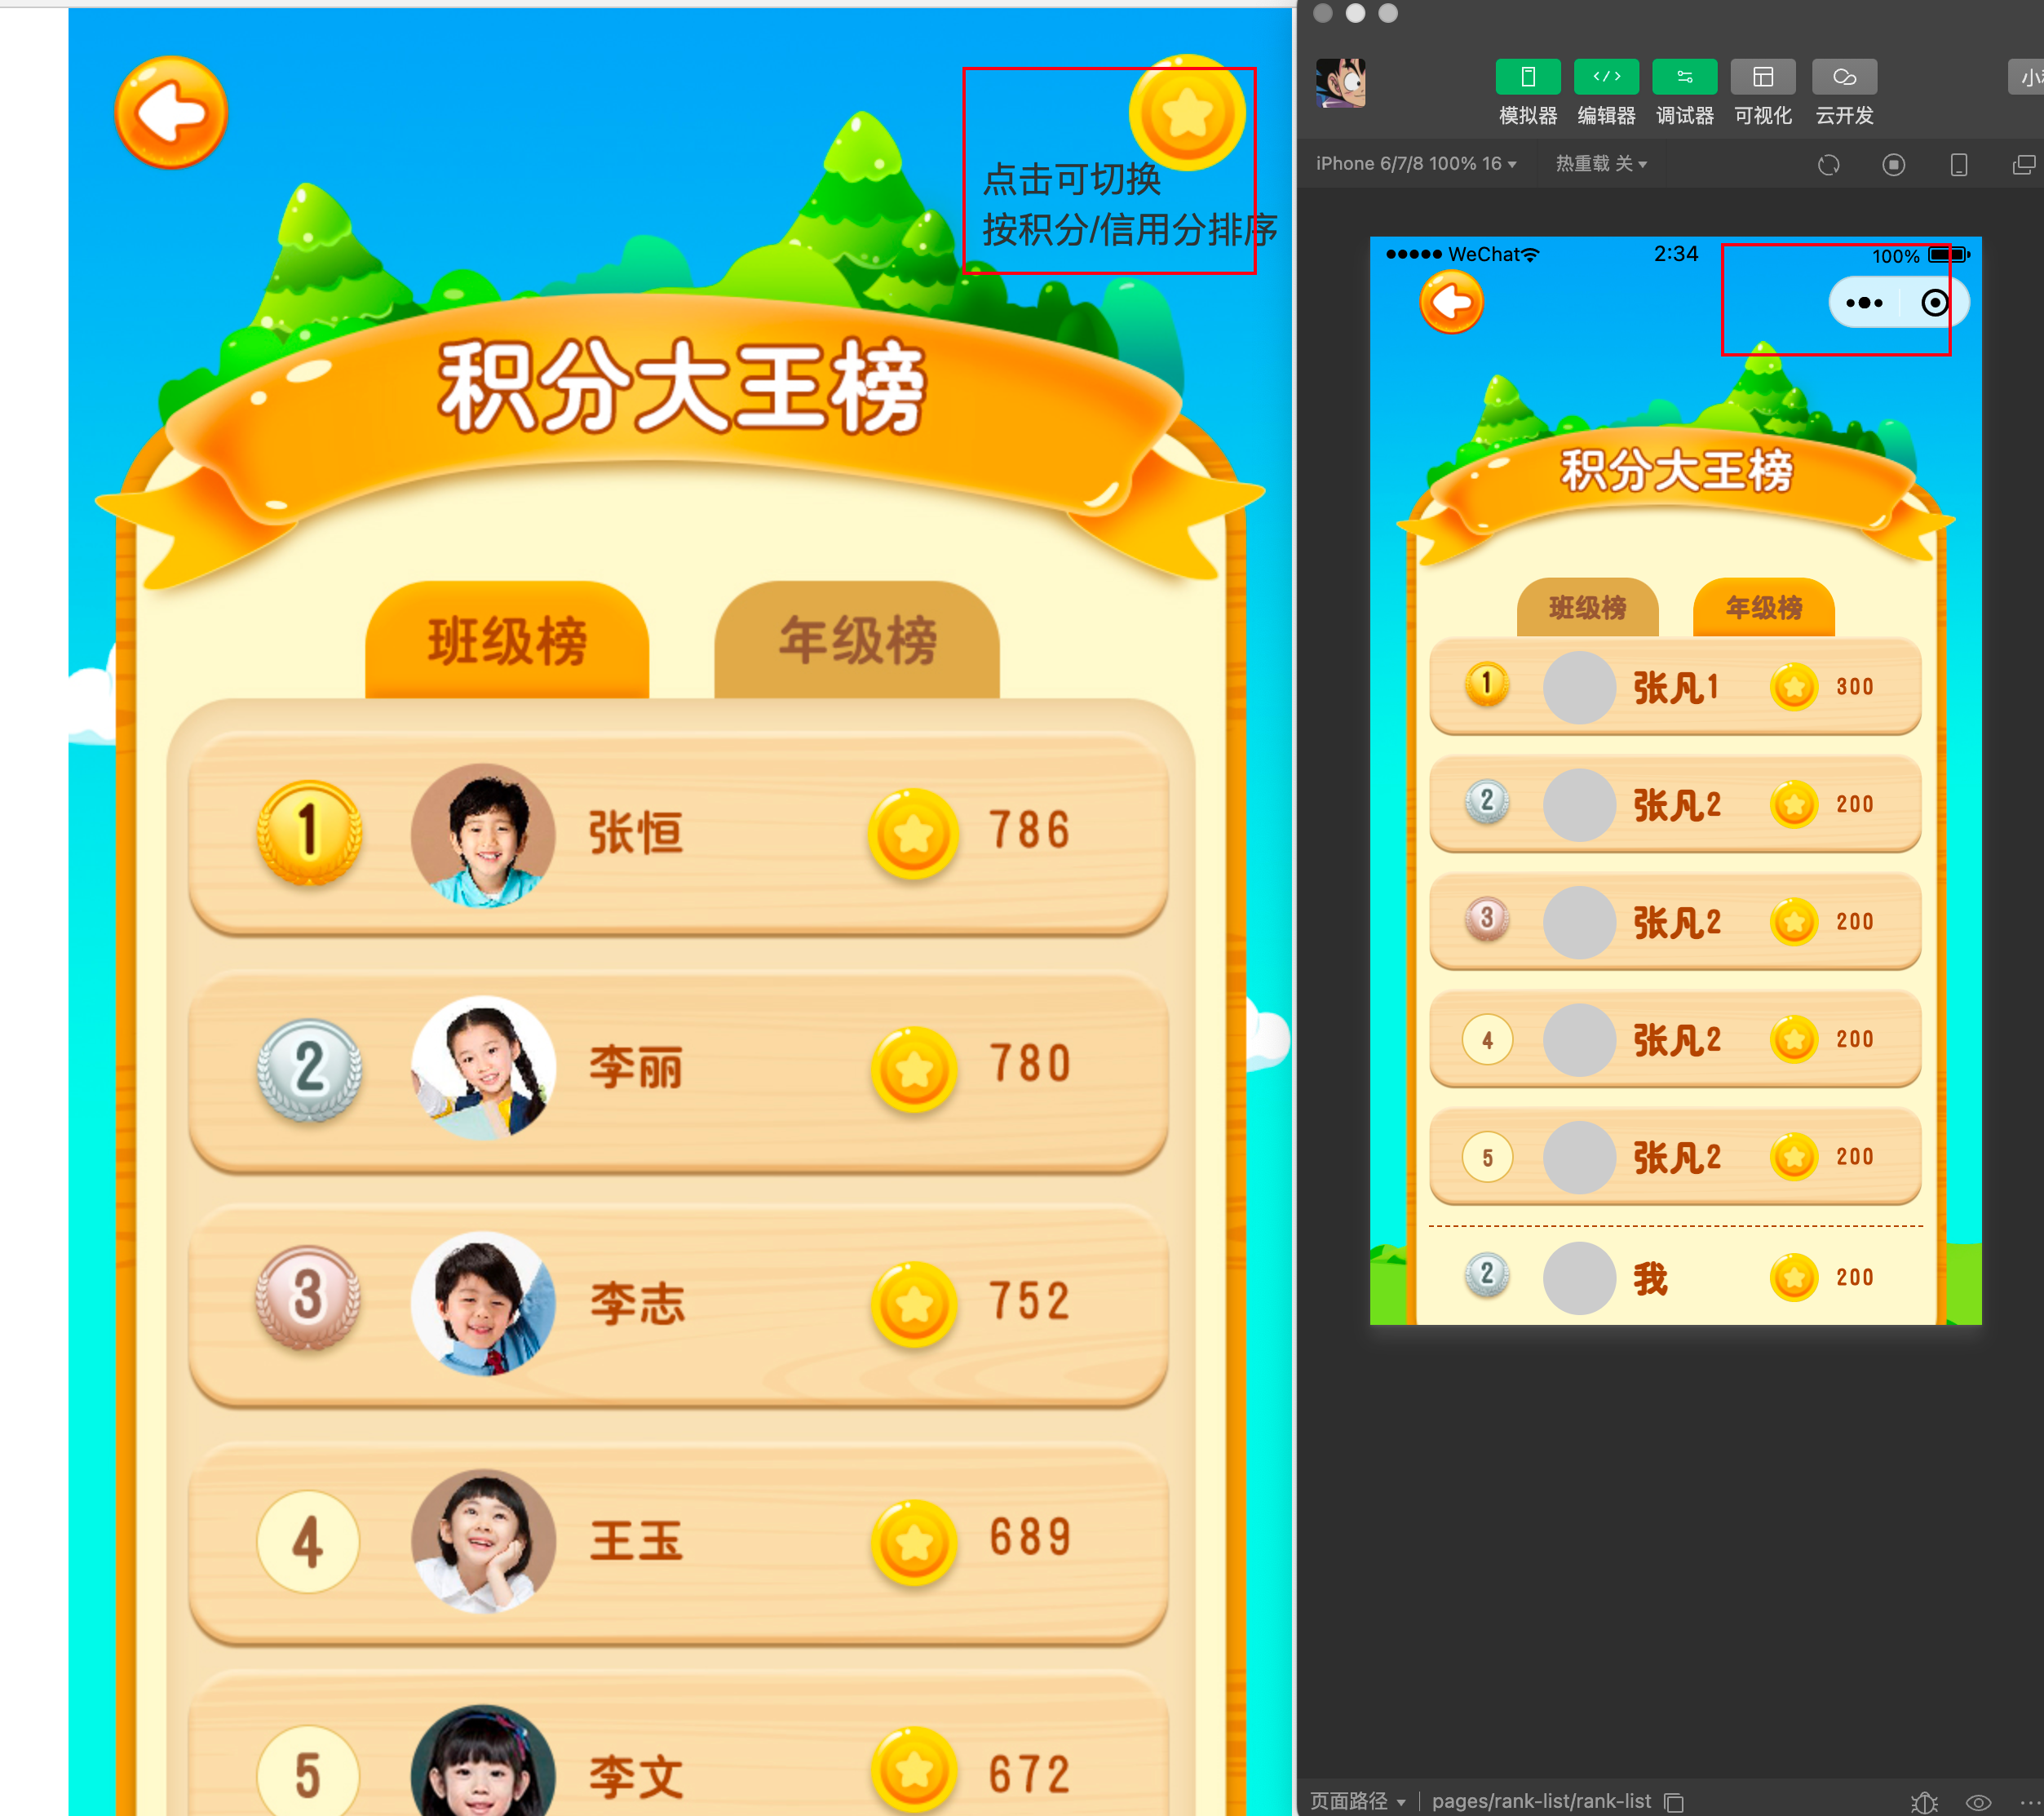 点击可切换
按积分/信用分排序
积分大王榜
班级榜
年级榜
1
张恒
786
2
李丽
780
3
李志
752
4
王玉
689
5
李文
672
模拟器
编辑器
调试器
可视化
云开发
iPhone 6/7/8 100% 16
热重载 关
WeChat
2:34
100%
积分大王榜
班级榜
年级榜
1
张凡1
300
2
张凡2
200
3
张凡2
200
4
张凡2
200
5
张凡2
200
2
我
200
页面路径
pages/rank-list/rank-list